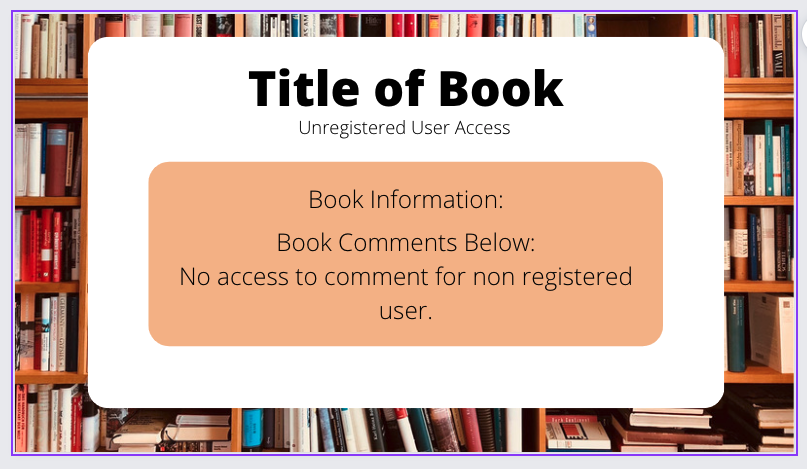 Title of Book
Unregistered User Access
Book Information:
Book Comments Below:
No access to comment for non registered
user.